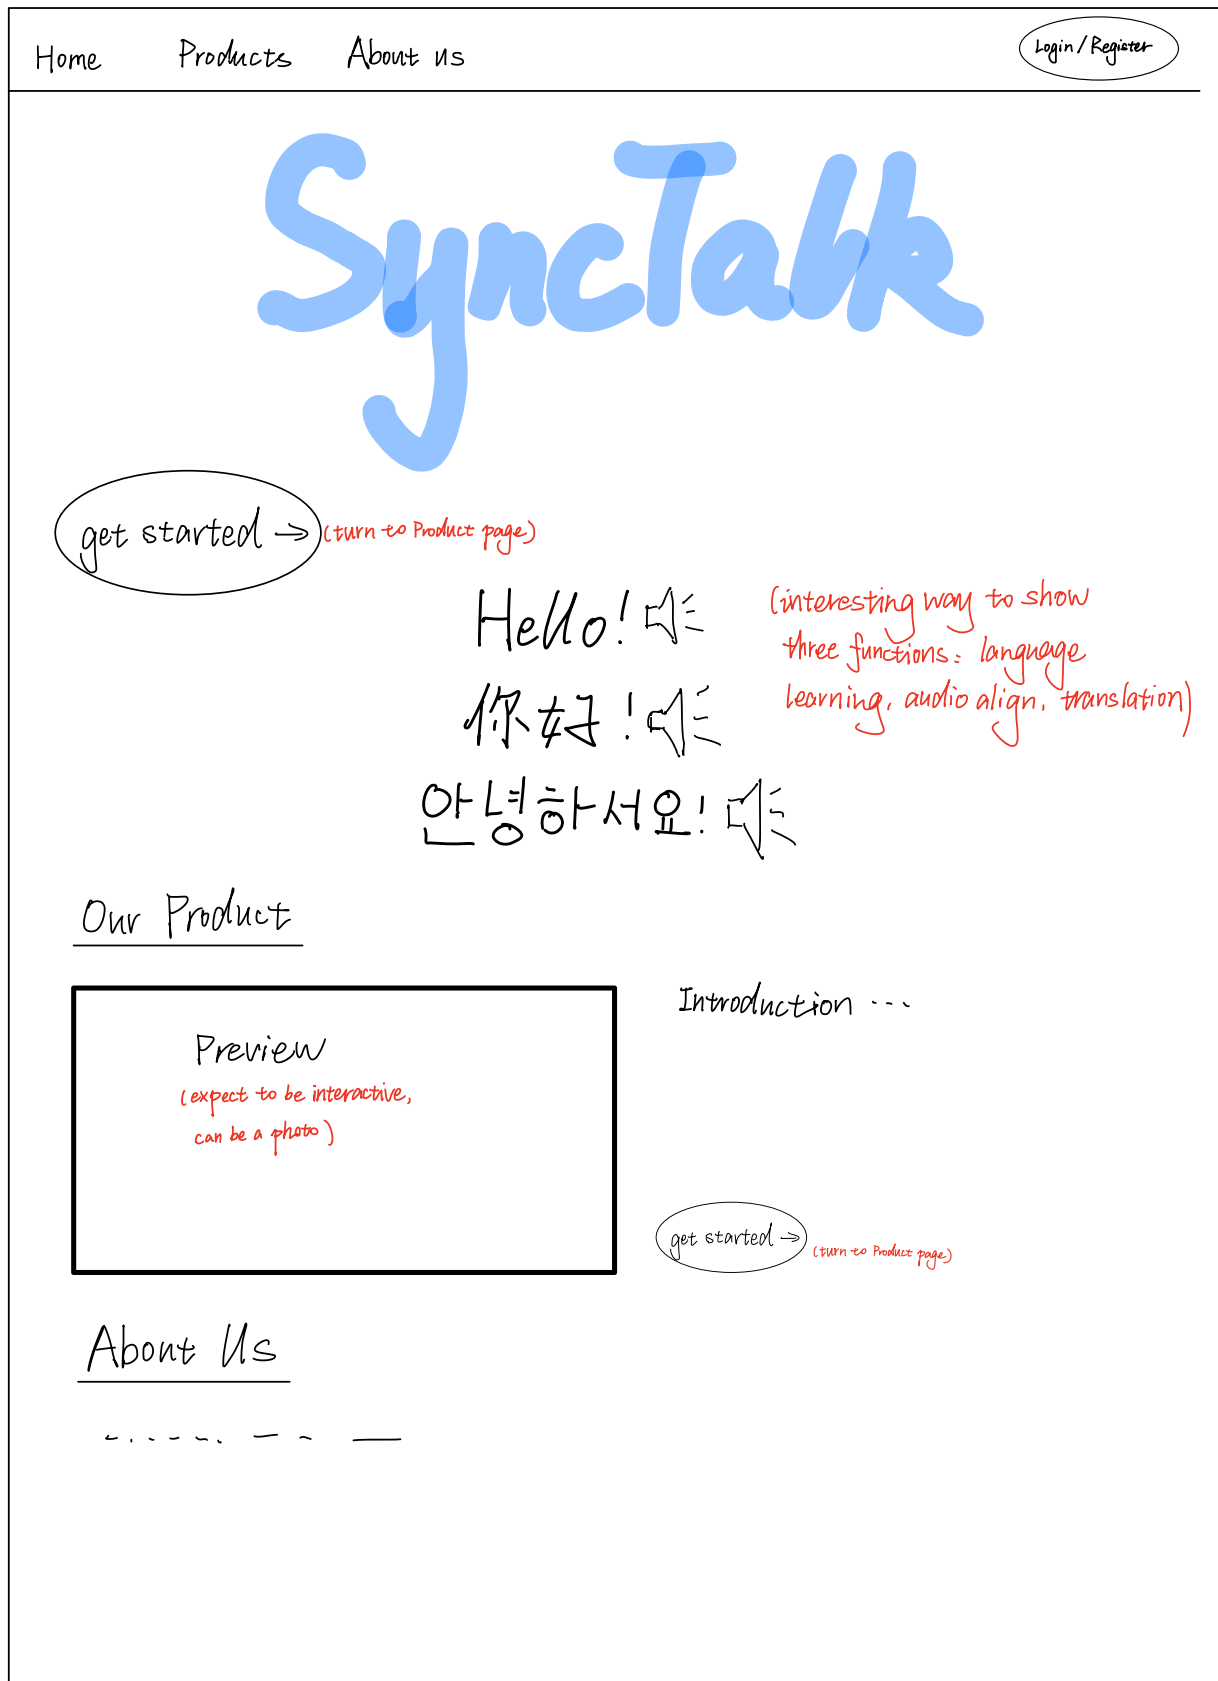 Home Products About us Login / Register
SyncTalk
get started → (turn to Product page)
Hello!
(interesting way to show
three functions: language
learning, audio align, translation)
你好!
안녕하서요!
Our Product
Preview
(expect to be interactive,
can be a photo)
Introduction ...
get started → (turn to Product page)
About Us